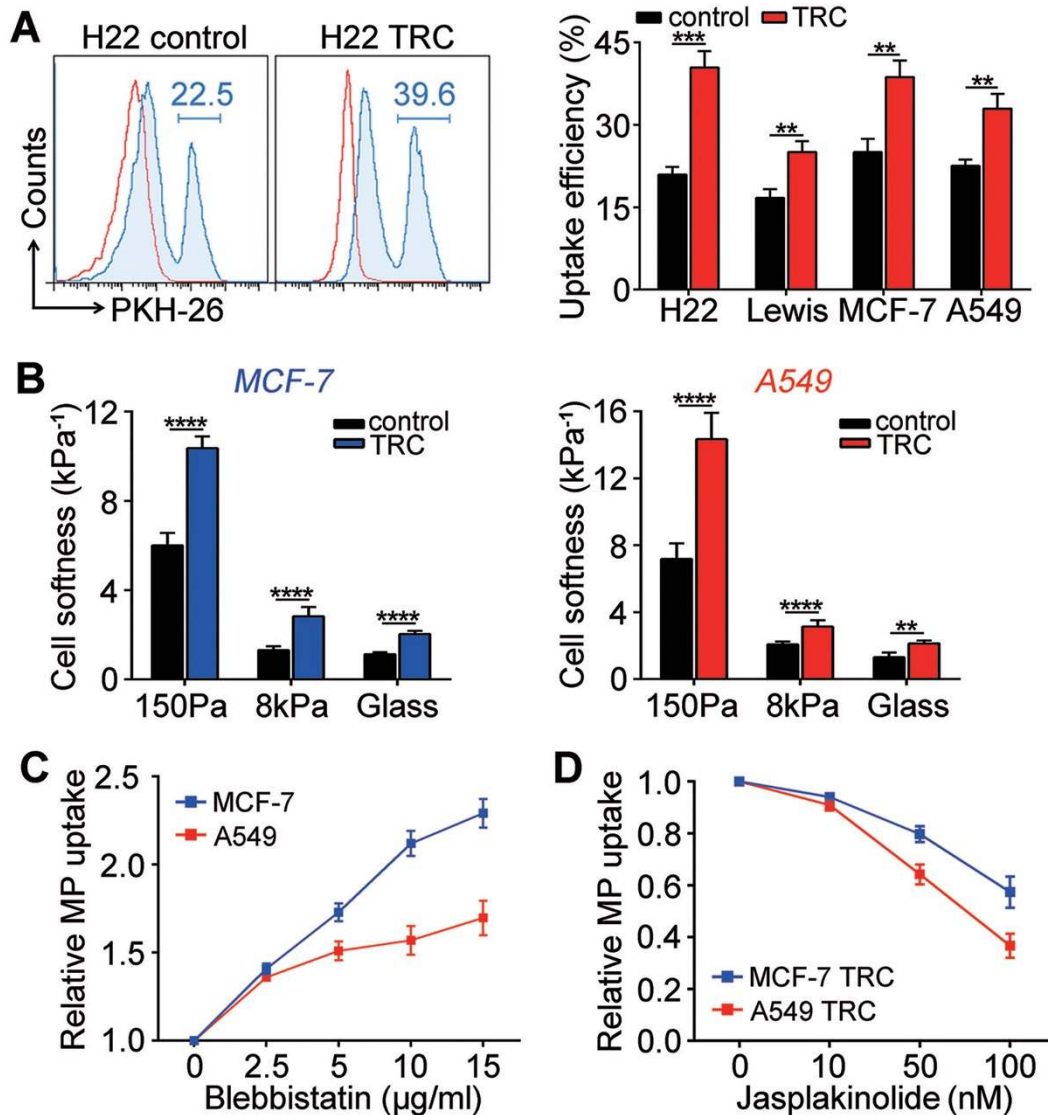 A
H22 control
H22 TRC
22.5
39.6
Counts
PKH-26
control
TRC
Uptake efficiency (%)
45
30
15
0
***
**
**
**
H22
Lewis
MCF-7
A549
B
MCF-7
control
TRC
Cell softness (kPa⁻¹)
12
8
4
0
****
****
****
150Pa
8kPa
Glass
A549
control
TRC
Cell softness (kPa⁻¹)
16
12
8
4
0
****
****
**
150Pa
8kPa
Glass
C
MCF-7
A549
Relative MP uptake
2.5
2.0
1.5
1.0
0
2.5
5
10
15
Blebbistatin (µg/ml)
D
Relative MP uptake
1.0
0.8
0.6
0.4
0.2
0.0
MCF-7 TRC
A549 TRC
0
10
50
100
Jasplakinolide (nM)